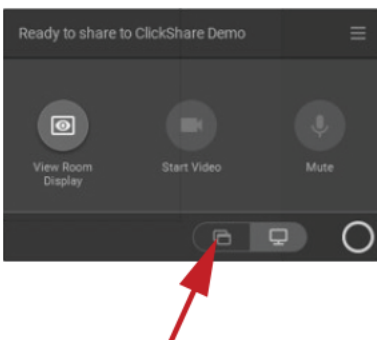 Ready to share to ClickShare Demo
View Room
Display
Start Video
Mute